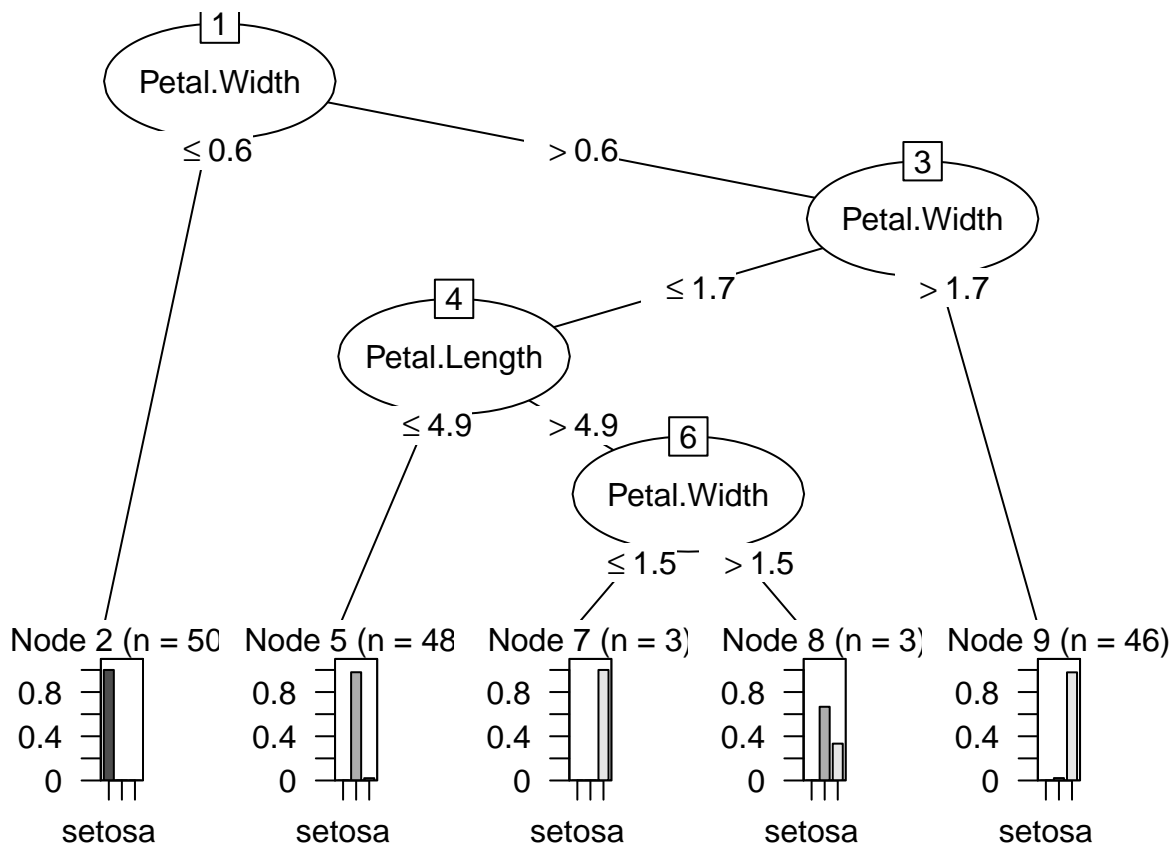 1
Petal.Width
≤ 0.6
> 0.6
3
Petal.Width
≤ 1.7
> 1.7
4
Petal.Length
≤ 4.9
> 4.9
6
Petal.Width
≤ 1.5
> 1.5
Node 2 (n = 50
0.8
0.4
0
setosa
Node 5 (n = 48
0.8
0.4
0
setosa
Node 7 (n = 3)
0.8
0.4
0
setosa
Node 8 (n = 3)
0.8
0.4
0
setosa
Node 9 (n = 46)
0.8
0.4
0
setosa